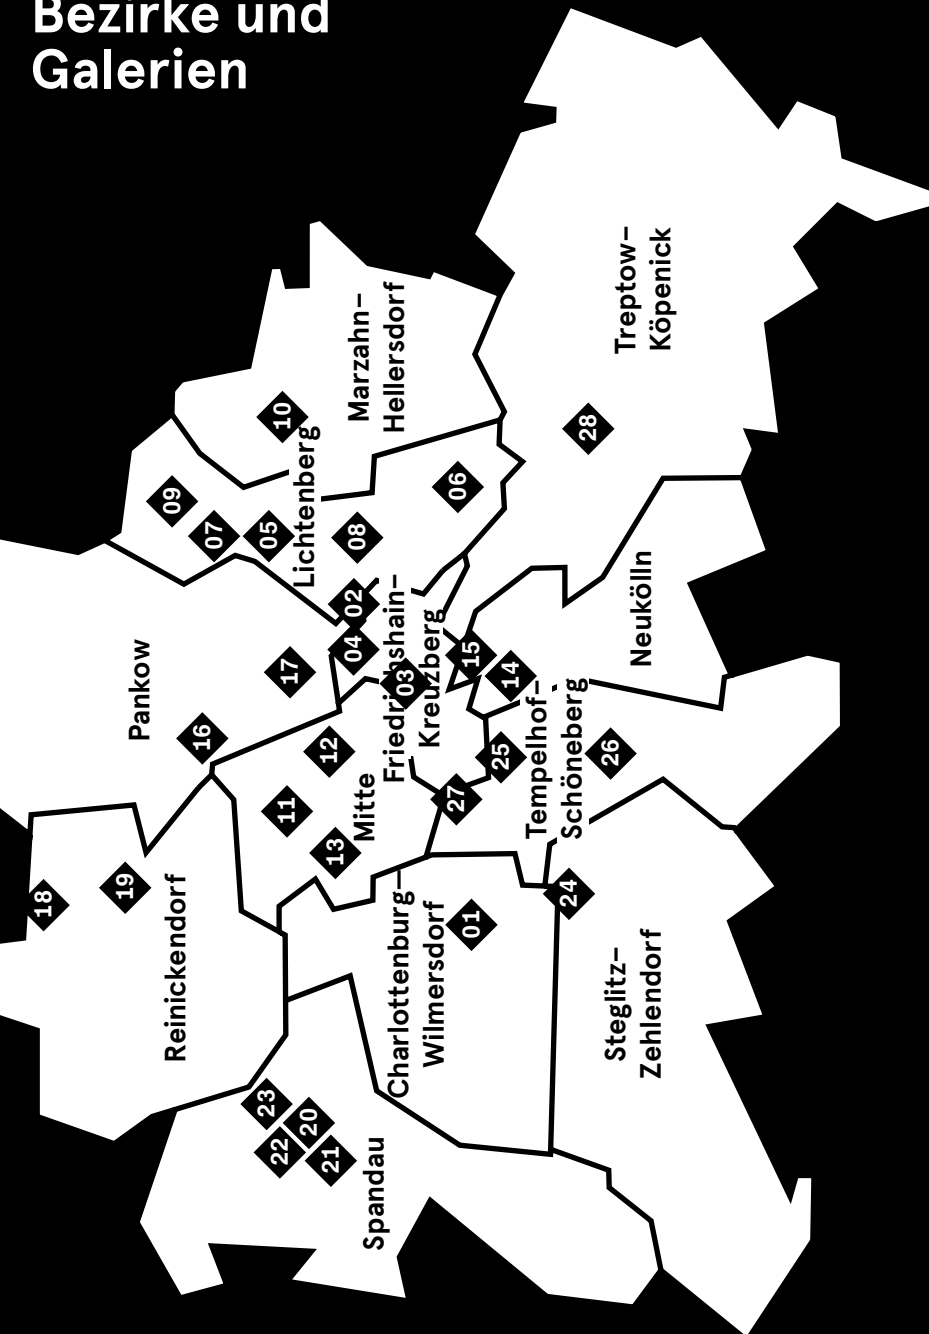 Bezirke und
Galerien
Treptow–
Köpenick
Marzahn–
Hellersdorf
10
28
Lichtenberg
09
07
05
08
06
02
04
Friedrichshain–
Kreuzberg
03
15
14
Neukölln
Pankow
17
16
12
11
13
Mitte
25
27
26
Tempelhof–
Schöneberg
18
19
Reinickendorf
Charlottenburg–
Wilmersdorf
01
24
Steglitz–
Zehlendorf
23
20
22
21
Spandau